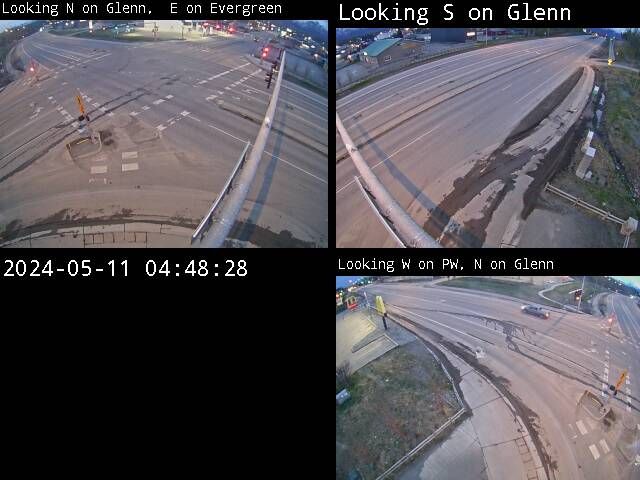 Looking N on Glenn,  E on Evergreen
Looking S on Glenn
2024-05-11 04:48:28
Looking W on PW, N on Glenn